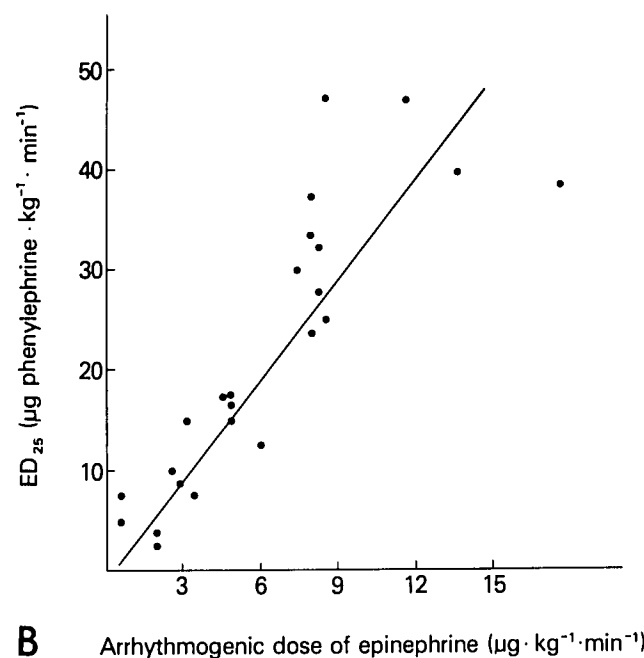 50
40
30
20
10
ED₂₅ (µg phenylephrine · kg⁻¹ · min⁻¹)
3 6 9 12 15
B Arrhythmogenic dose of epinephrine (µg · kg⁻¹ · min⁻¹)